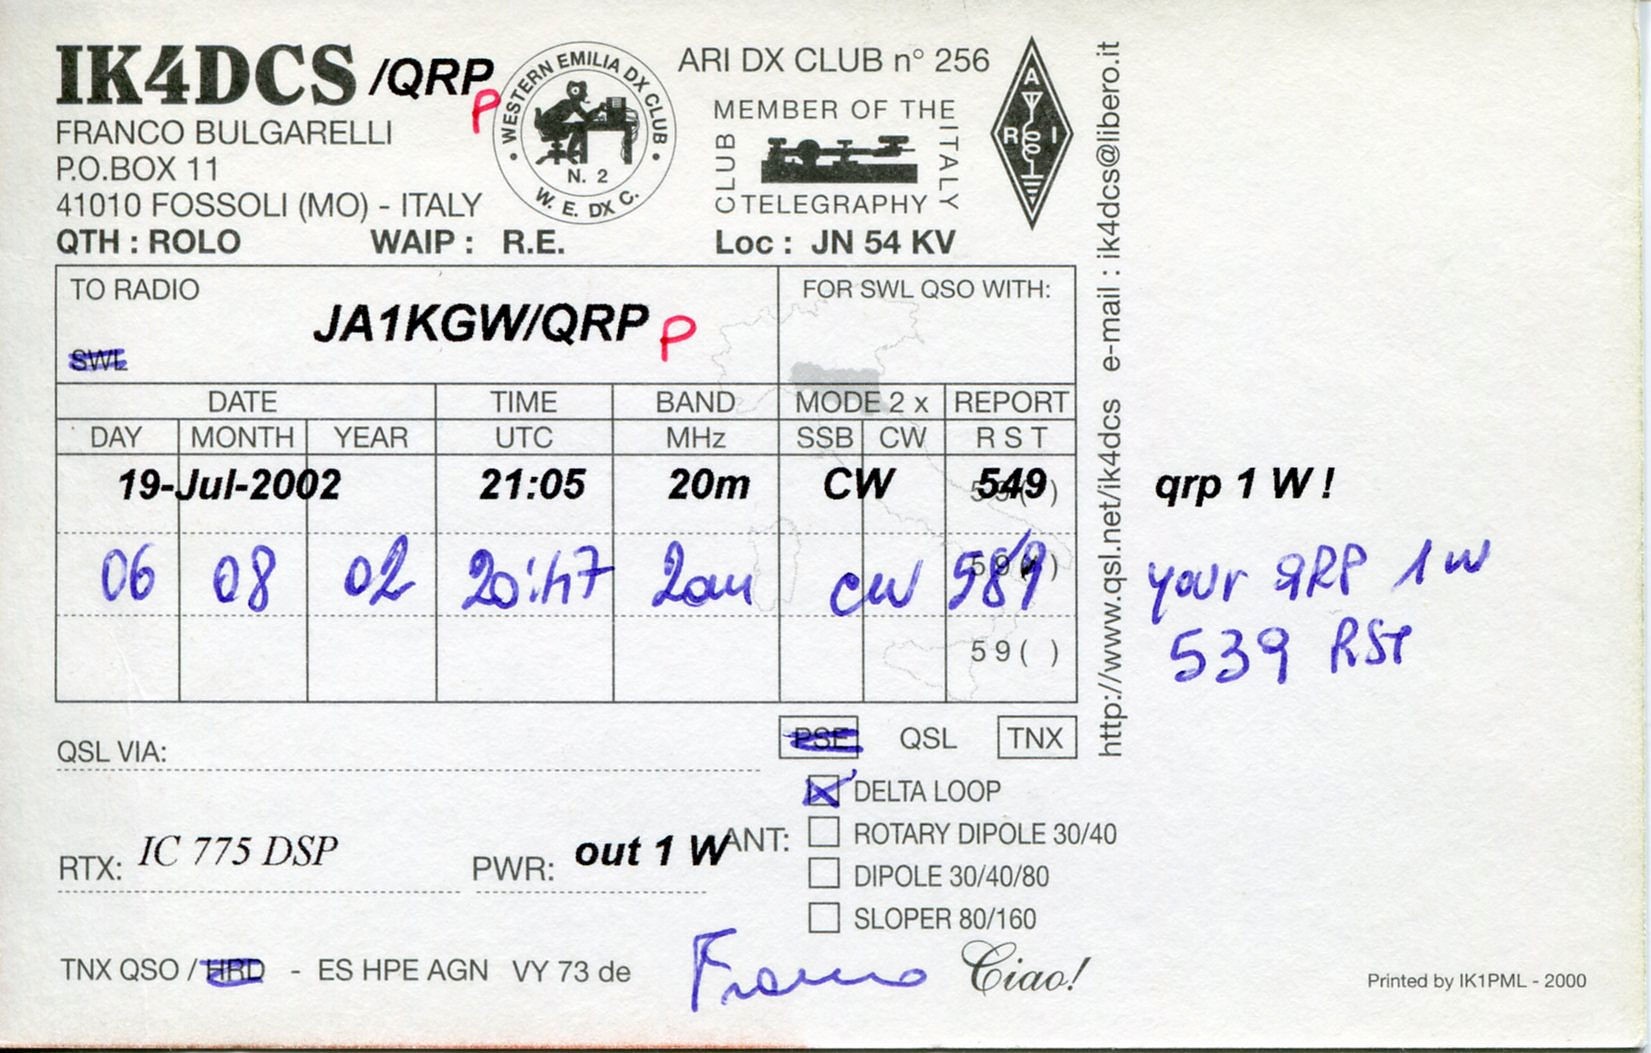 IK4DCS /QRP P
FRANCO BULGARELLI
P.O.BOX 11
41010 FOSSOLI (MO) - ITALY
QTH : ROLO WAIP : R.E. Loc : JN 54 KV
• WESTERN EMILIA DX CLUB •
N. 2
W. E. DX C.
ARI DX CLUB n° 256
MEMBER OF THE
ITALY
TELEGRAPHY
CLUB
A
R I
http://www.qsl.net/ik4dcs e-mail : ik4dcs@libero.it
TO RADIO FOR SWL QSO WITH:
JA1KGW/QRP P
SWL
DATE TIME BAND MODE 2 x REPORT
DAY MONTH YEAR UTC MHz SSB CW R S T
19-Jul-2002 21:05 20m CW 549 qrp 1 W !
06 08 02 20:47 20m CW 589 your QRP 1 W
539 RST
59( )
PSE QSL TNX
QSL VIA:
DELTA LOOP
ANT: ROTARY DIPOLE 30/40
RTX: IC 775 DSP PWR: out 1 W
DIPOLE 30/40/80
SLOPER 80/160
TNX QSO / HRD - ES HPE AGN VY 73 de Franco Ciao!
Printed by IK1PML - 2000